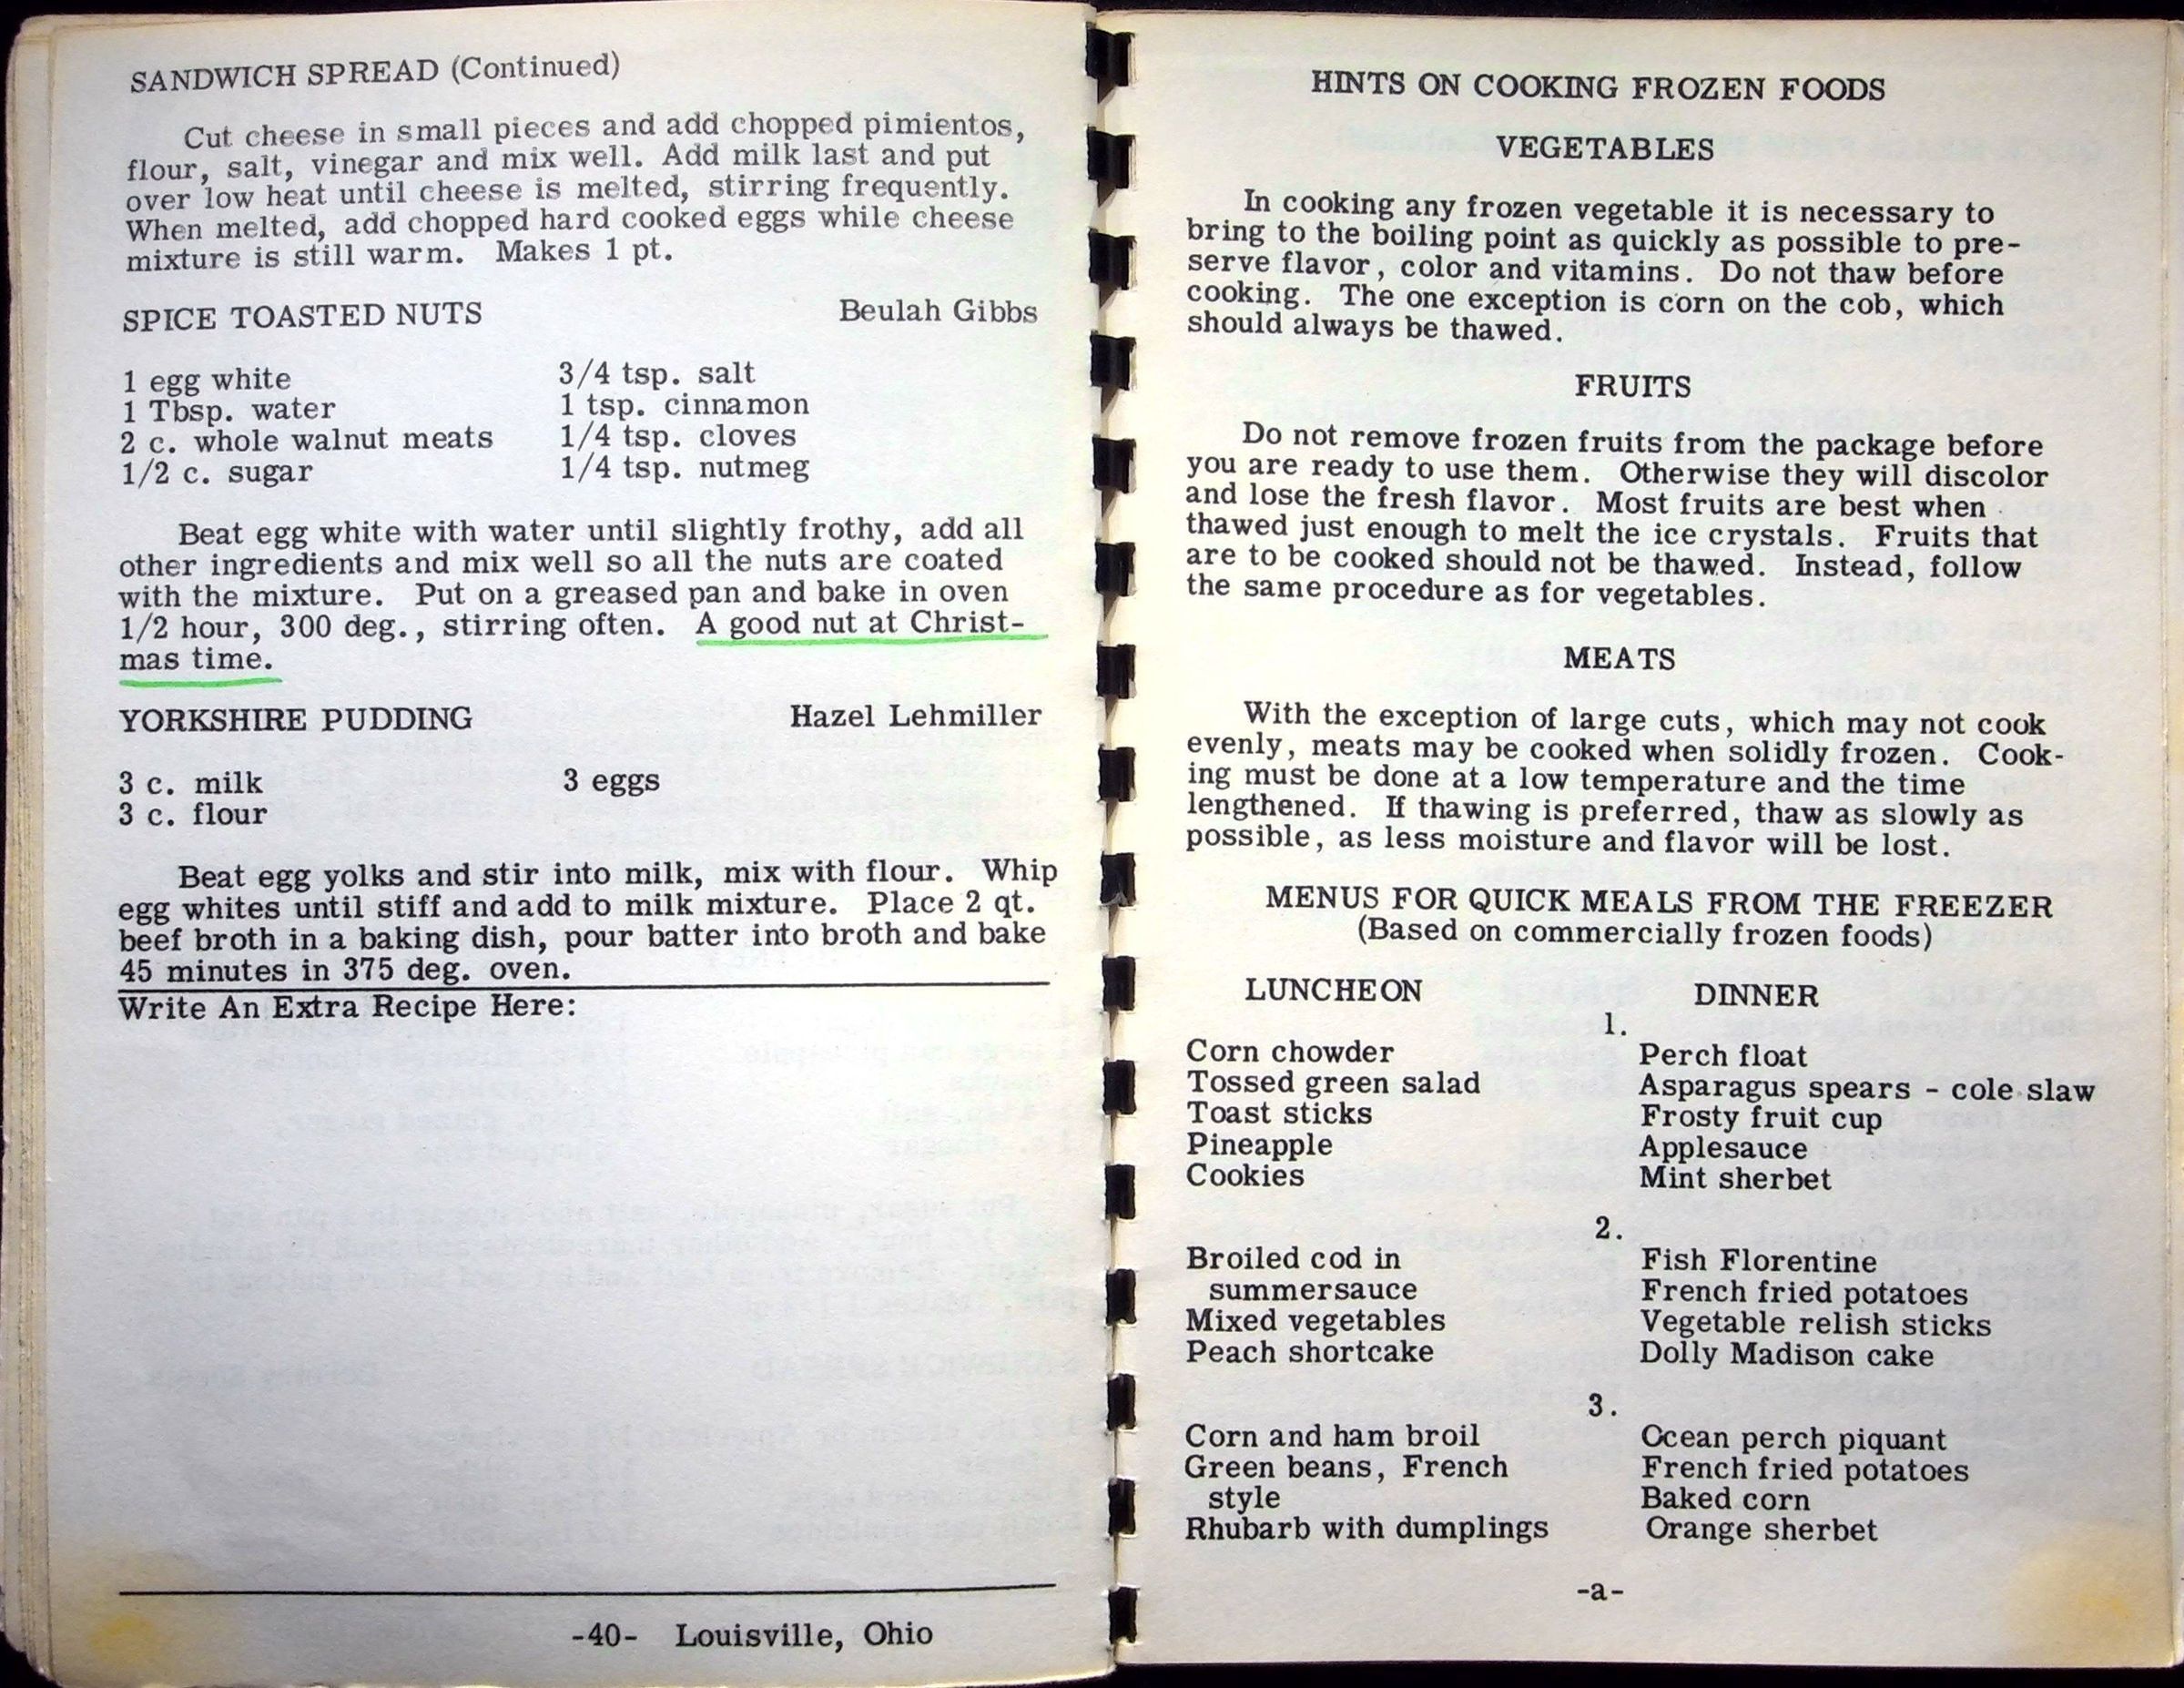 SANDWICH SPREAD (Continued)
Cut cheese in small pieces and add chopped pimientos,
flour, salt, vinegar and mix well. Add milk last and put
over low heat until cheese is melted, stirring frequently.
When melted, add chopped hard cooked eggs while cheese
mixture is still warm. Makes 1 pt.
SPICE TOASTED NUTS Beulah Gibbs
1 egg white 3/4 tsp. salt
1 Tbsp. water 1 tsp. cinnamon
2 c. whole walnut meats 1/4 tsp. cloves
1/2 c. sugar 1/4 tsp. nutmeg
Beat egg white with water until slightly frothy, add all
other ingredients and mix well so all the nuts are coated
with the mixture. Put on a greased pan and bake in oven
1/2 hour, 300 deg., stirring often. A good nut at Christ-
mas time.
YORKSHIRE PUDDING Hazel Lehmiller
3 c. milk 3 eggs
3 c. flour
Beat egg yolks and stir into milk, mix with flour. Whip
egg whites until stiff and add to milk mixture. Place 2 qt.
beef broth in a baking dish, pour batter into broth and bake
45 minutes in 375 deg. oven.
Write An Extra Recipe Here:
-40- Louisville, Ohio
HINTS ON COOKING FROZEN FOODS
VEGETABLES
In cooking any frozen vegetable it is necessary to
bring to the boiling point as quickly as possible to pre-
serve flavor, color and vitamins. Do not thaw before
cooking. The one exception is corn on the cob, which
should always be thawed.
FRUITS
Do not remove frozen fruits from the package before
you are ready to use them. Otherwise they will discolor
and lose the fresh flavor. Most fruits are best when
thawed just enough to melt the ice crystals. Fruits that
are to be cooked should not be thawed. Instead, follow
the same procedure as for vegetables.
MEATS
With the exception of large cuts, which may not cook
evenly, meats may be cooked when solidly frozen. Cook-
ing must be done at a low temperature and the time
lengthened. If thawing is preferred, thaw as slowly as
possible, as less moisture and flavor will be lost.
MENUS FOR QUICK MEALS FROM THE FREEZER
(Based on commercially frozen foods)
LUNCHEON DINNER
1.
Corn chowder Perch float
Tossed green salad Asparagus spears - cole slaw
Toast sticks Frosty fruit cup
Pineapple Applesauce
Cookies Mint sherbet
2.
Broiled cod in Fish Florentine
summersauce French fried potatoes
Mixed vegetables Vegetable relish sticks
Peach shortcake Dolly Madison cake
3.
Corn and ham broil Ocean perch piquant
Green beans, French French fried potatoes
style Baked corn
Rhubarb with dumplings Orange sherbet
-a-